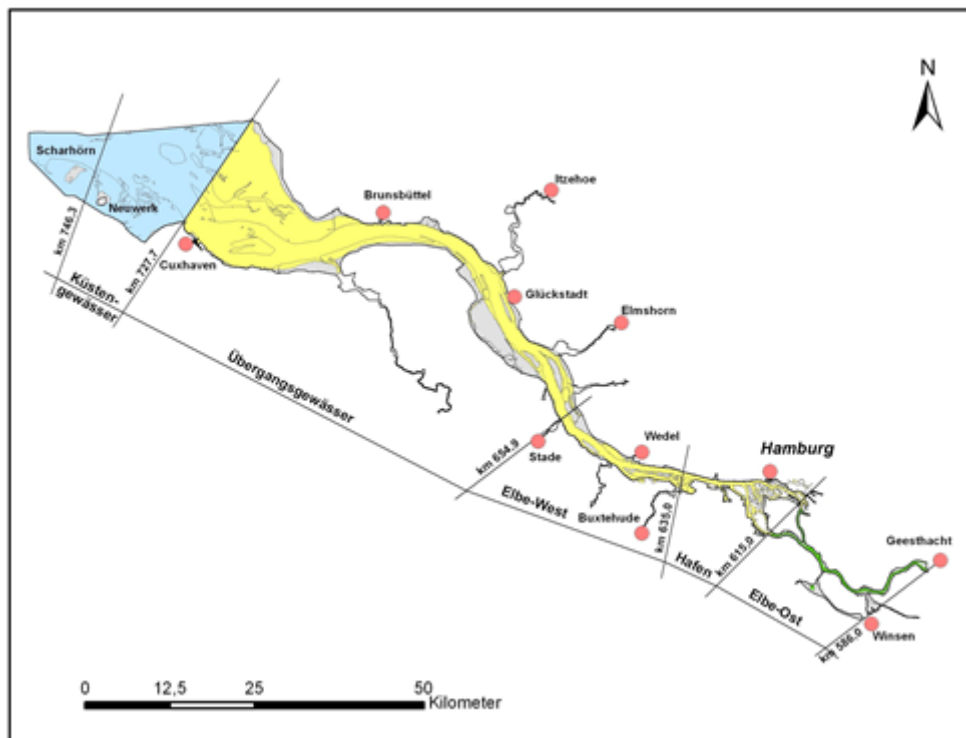 N
Scharhörn
Neuwerk
Cuxhaven
Brunsbüttel
Itzehoe
Glückstadt
Elmshorn
Stade
Wedel
Buxtehude
Hamburg
Geesthacht
Winsen
km 746,3
km 727,7
km 654,9
km 635,0
km 615,0
km 586,0
Küsten-
gewässer
Übergangsgewässer
Elbe-West
Hafen
Elbe-Ost
0 12,5 25 50
Kilometer